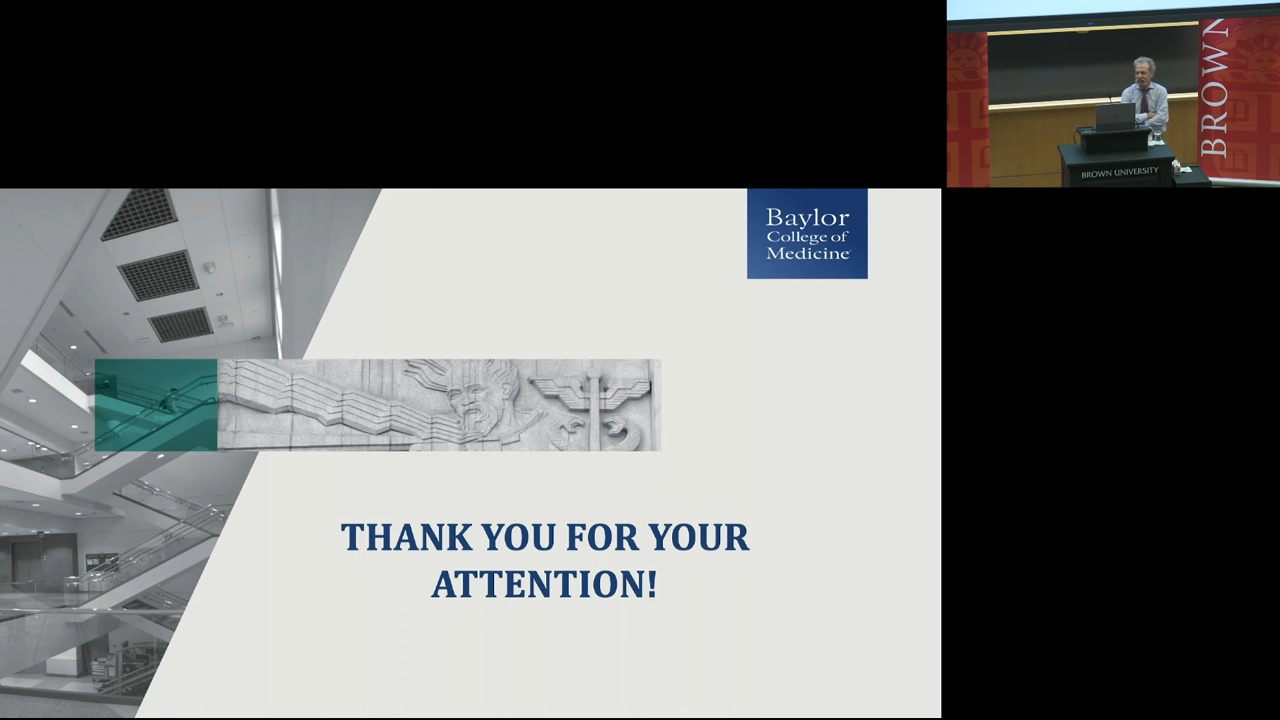 BROWN
BROWN UNIVERSITY
Baylor
College of
Medicine
THANK YOU FOR YOUR
ATTENTION!